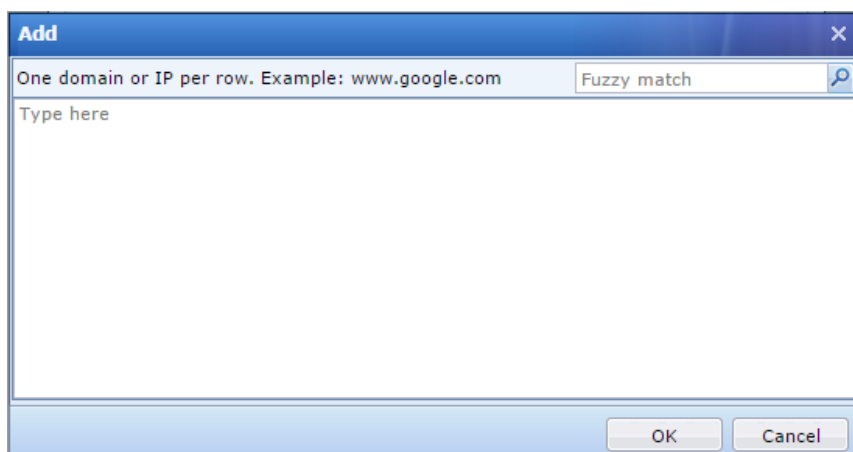 Add
One domain or IP per row. Example: www.google.com
Fuzzy match
Type here
OK
Cancel